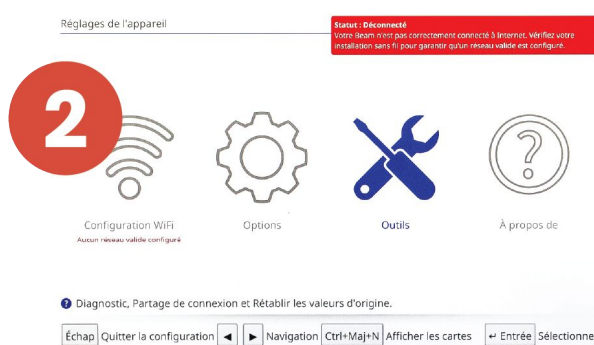 Réglages de l'appareil
Statut : Déconnecté
Votre Beam n'est pas correctement connecté à Internet. Vérifiez votre
installation sans fil pour garantir qu'un réseau valide est configuré.
2
Configuration WiFi
Aucun réseau valide configuré
Options
Outils
À propos de
? Diagnostic, Partage de connexion et Rétablir les valeurs d'origine.
Échap Quitter la configuration ◄ ► Navigation Ctrl+Maj+N Afficher les cartes ↵ Entrée Sélectionne